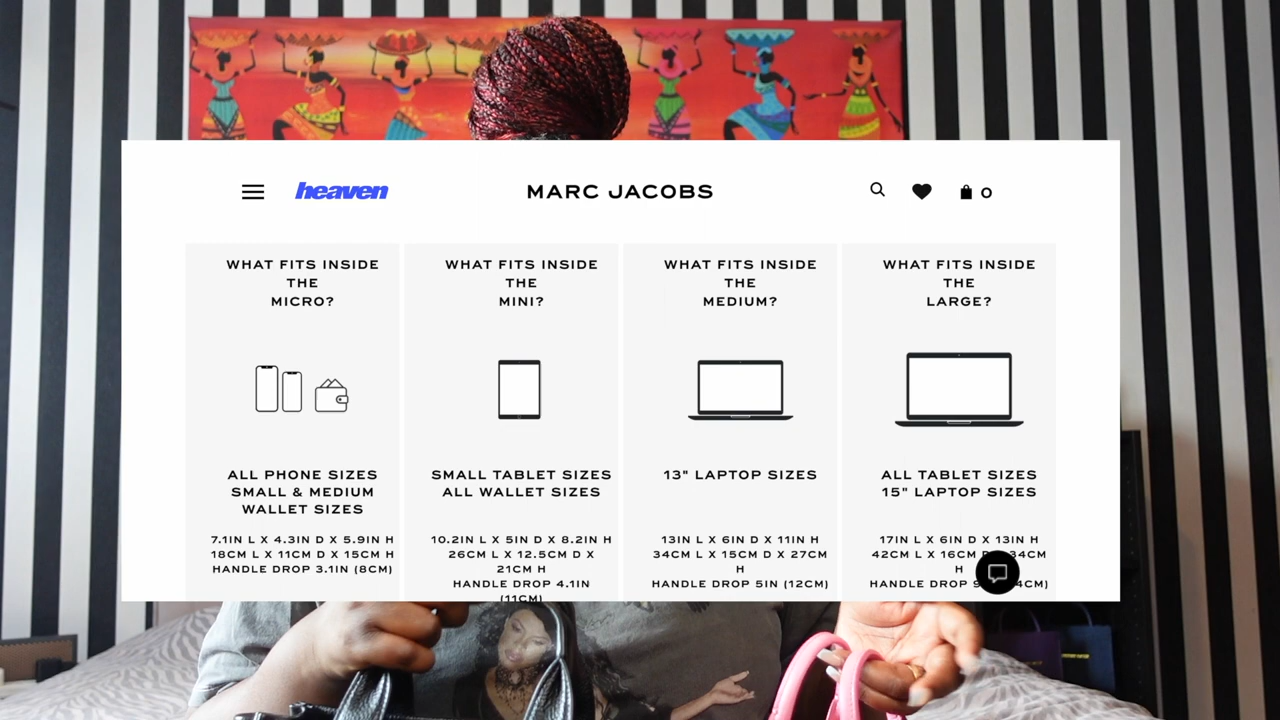 heaven
MARC JACOBS
0
WHAT FITS INSIDE
THE
MICRO?
ALL PHONE SIZES
SMALL & MEDIUM
WALLET SIZES
7.1IN L X 4.3IN D X 5.9IN H
18CM L X 11CM D X 15CM H
HANDLE DROP 3.1IN (8CM)
WHAT FITS INSIDE
THE
MINI?
SMALL TABLET SIZES
ALL WALLET SIZES
10.2IN L X 5IN D X 8.2IN H
26CM L X 12.5CM D X
21CM H
HANDLE DROP 4.1IN
(11CM)
WHAT FITS INSIDE
THE
MEDIUM?
13" LAPTOP SIZES
13IN L X 6IN D X 11IN H
34CM L X 15CM D X 27CM
H
HANDLE DROP 5IN (12CM)
WHAT FITS INSIDE
THE
LARGE?
ALL TABLET SIZES
15" LAPTOP SIZES
17IN L X 6IN D X 13IN H
42CM L X 16CM 34CM
H
HANDLE DROP